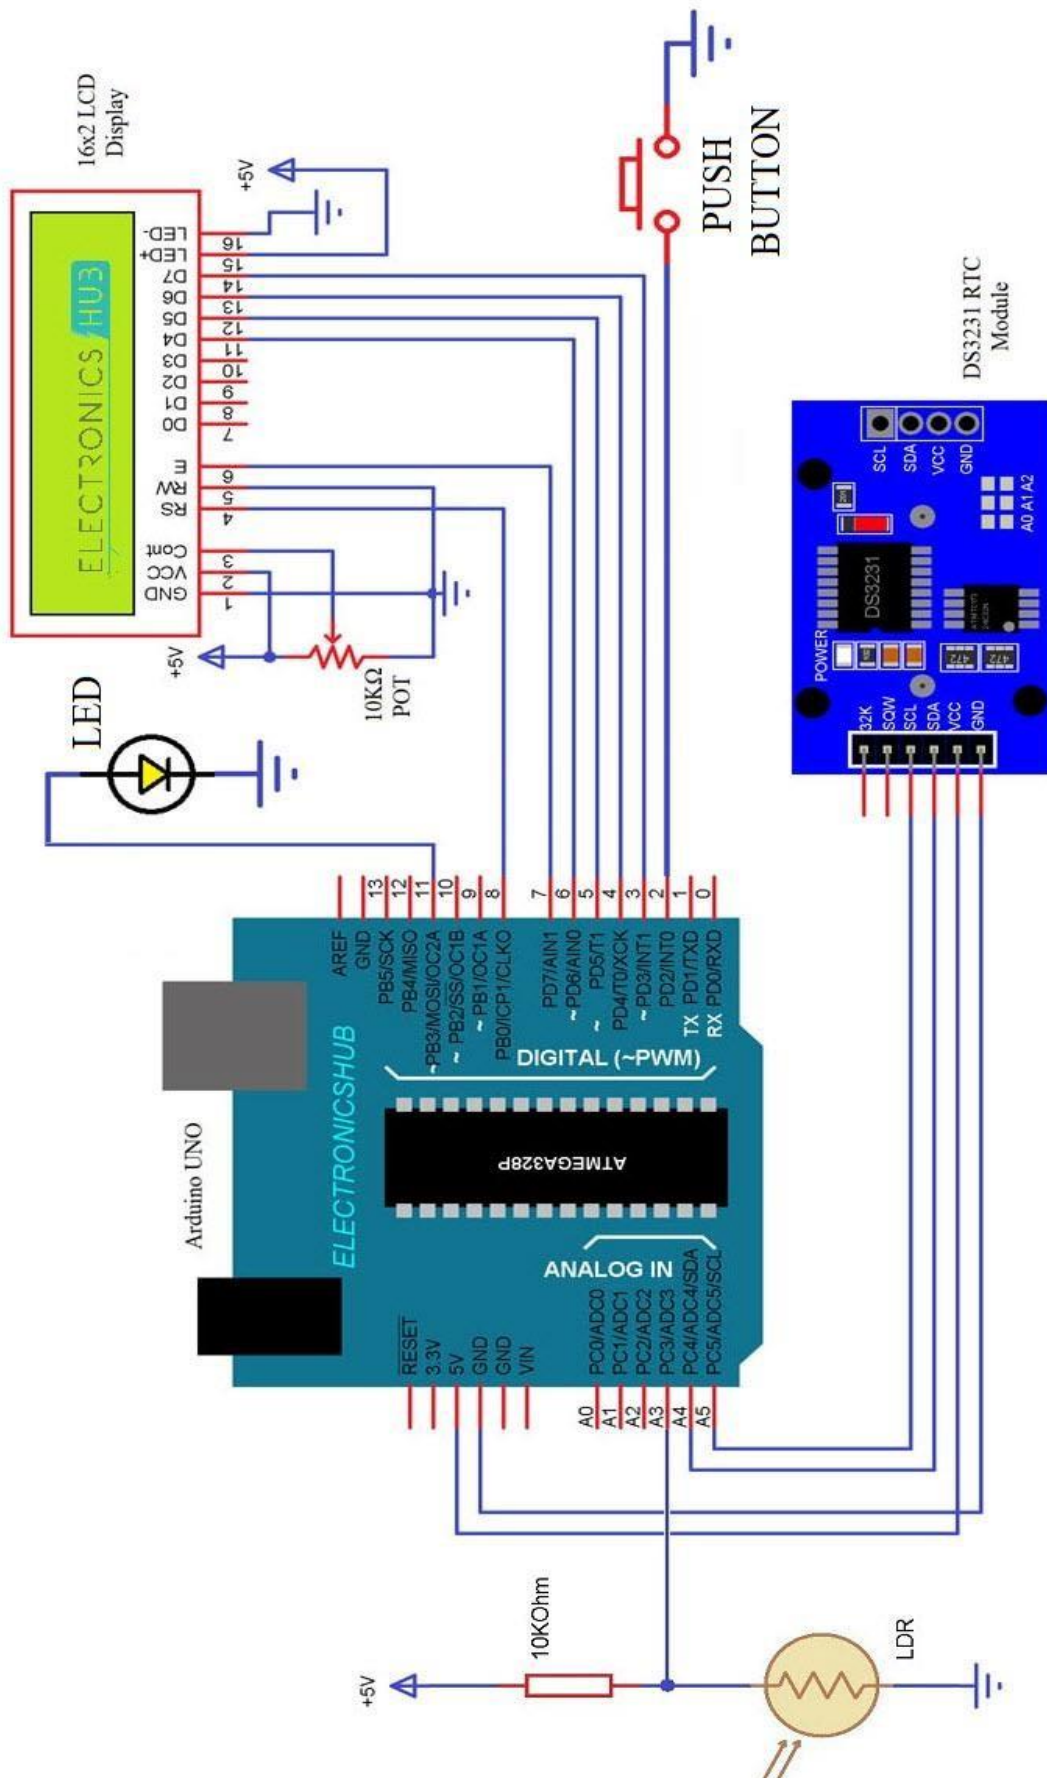 16x2 LCD
Display
ELECTRONICS HUB
GND
VCC
Cont
RS
RW
E
D0
D1
D2
D3
D4
D5
D6
D7
LED+
LED-
1
2
3
4
5
6
7
8
9
10
11
12
13
14
15
16
+5V
+5V
10KΩ
POT
LED
PUSH
BUTTON
DS3231 RTC
Module
SCL
SDA
VCC
GND
A0 A1 A2
DS3231
POWER
472
472
32K
SQW
SCL
SDA
VCC
GND
Arduino UNO
ELECTRONICSHUB
AREF
GND
PB5/SCK
13
PB4/MISO
12
~PB3/MOSI/OC2A
11
~ PB2/SS/OC1B
10
~ PB1/OC1A
9
PB0/ICP1/CLKO
8
PD7/AIN1
7
~PD6/AIN0
6
~ PD5/T1
5
PD4/T0/XCK
4
~PD3/INT1
3
PD2/INT0
2
TX PD1/TXD
1
RX PD0/RXD
0
DIGITAL (~PWM)
ATMEGA328P
ANALOG IN
RESET
3.3V
5V
GND
GND
VIN
A0
PC0/ADC0
A1
PC1/ADC1
A2
PC2/ADC2
A3
PC3/ADC3
A4
PC4/ADC4/SDA
A5
PC5/ADC5/SCL
+5V
10KOhm
LDR